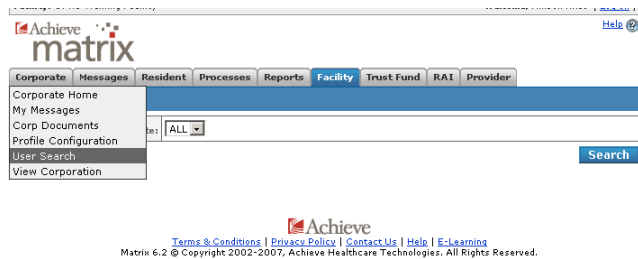 Help
Achieve
matrix
Corporate Messages Resident Processes Reports Facility Trust Fund RAI Provider
Corporate Home
My Messages
Corp Documents
Profile Configuration
User Search
View Corporation
ALL
Search
Achieve
Terms & Conditions | Privacy Policy | Contact Us | Help | E-Learning
Matrix 6.2 © Copyright 2002-2007, Achieve Healthcare Technologies. All Rights Reserved.